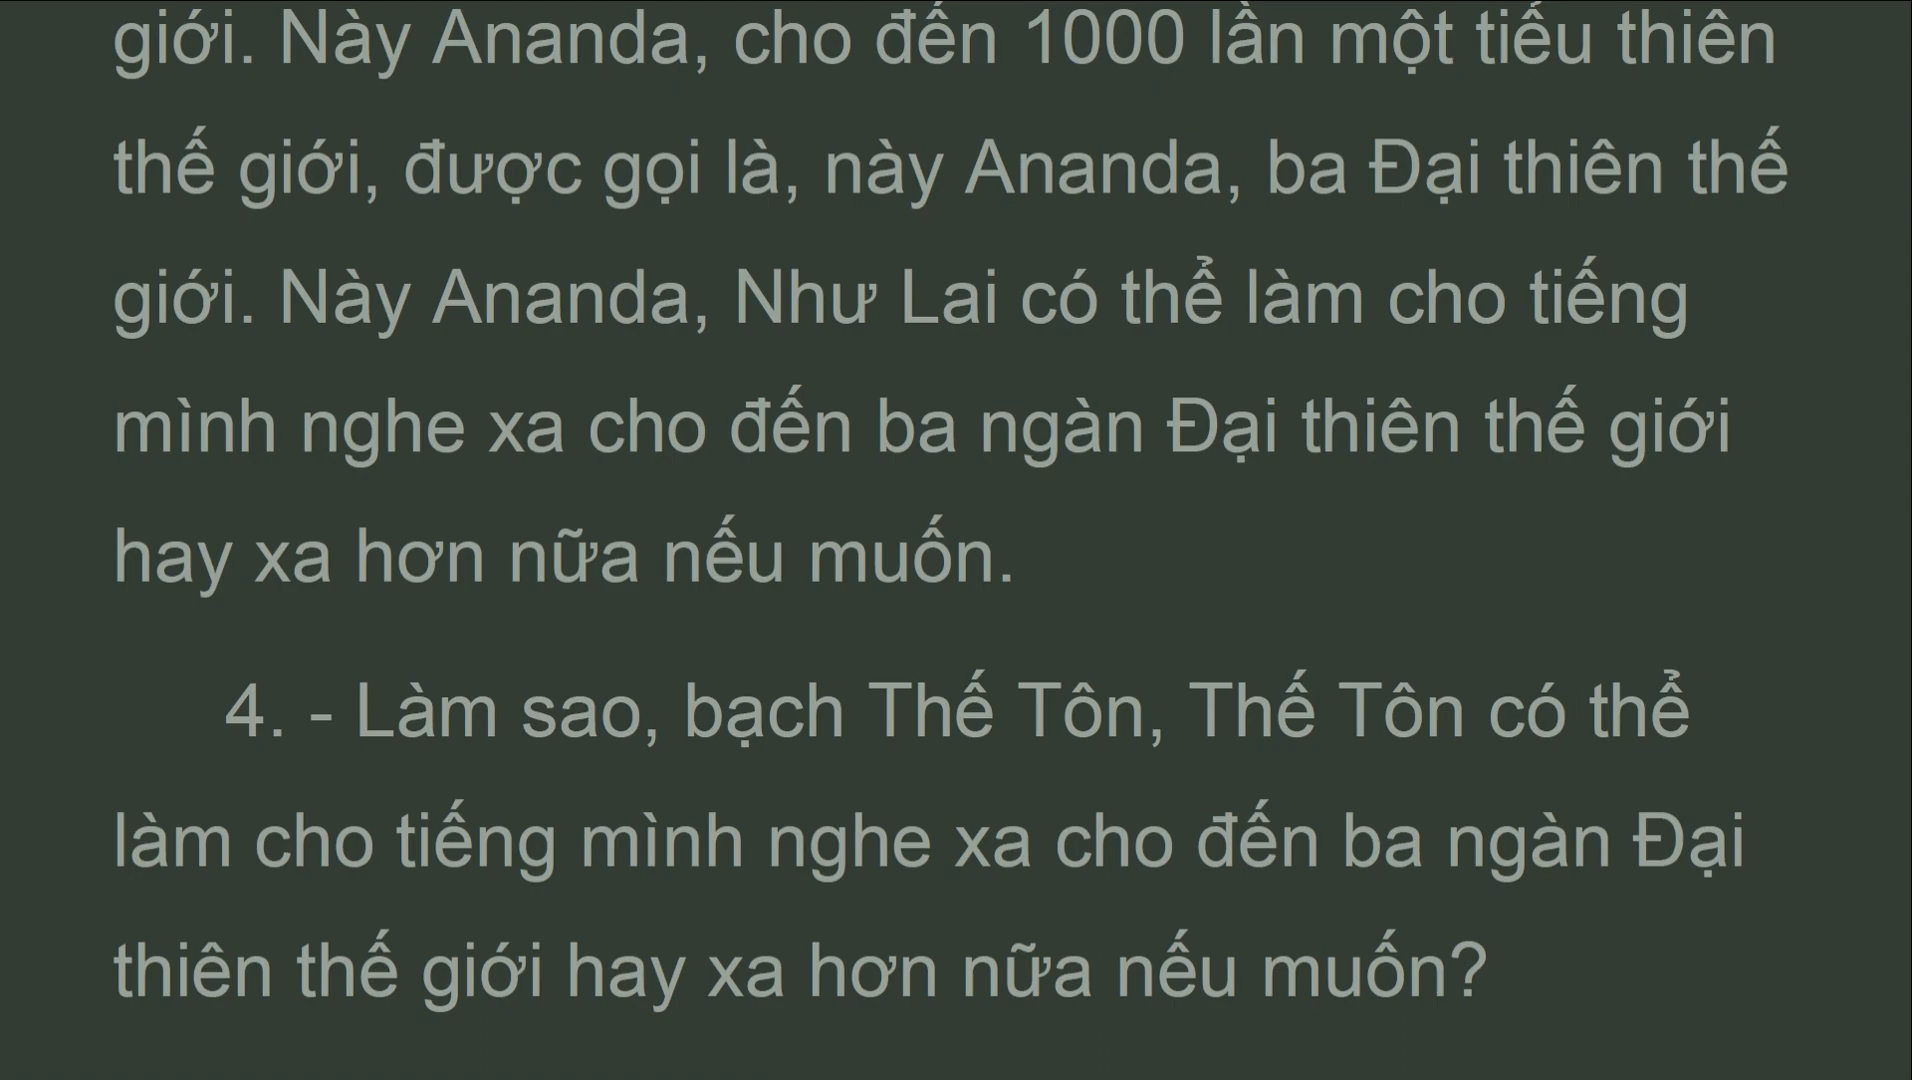 giới. Này Ananda, cho đến 1000 lần một tiểu thiên
thế giới, được gọi là, này Ananda, ba Đại thiên thế
giới. Này Ananda, Như Lai có thể làm cho tiếng
mình nghe xa cho đến ba ngàn Đại thiên thế giới
hay xa hơn nữa nếu muốn.
4. - Làm sao, bạch Thế Tôn, Thế Tôn có thể
làm cho tiếng mình nghe xa cho đến ba ngàn Đại
thiên thế giới hay xa hơn nữa nếu muốn?